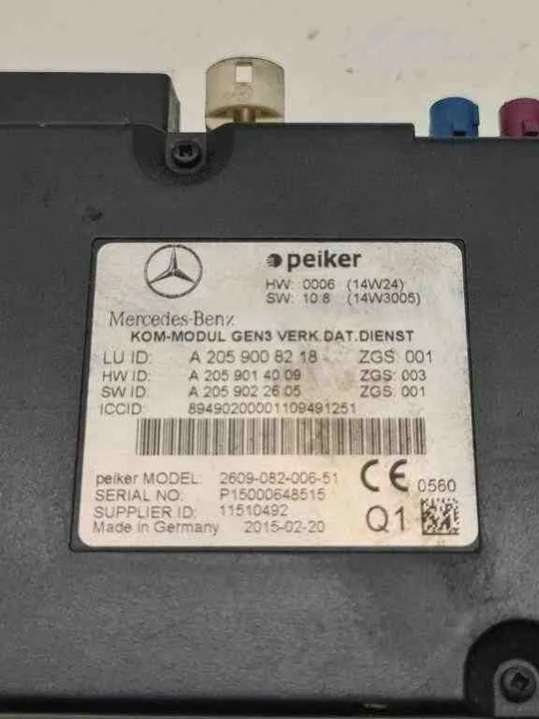 peiker
HW: 0006 (14W24)
SW: 10.8 (14W3005)
Mercedes-Benz
KOM-MODUL GEN3 VERK.DAT.DIENST
LU ID: A 205 900 82 18 ZGS: 001
HW ID: A 205 901 40 09 ZGS: 003
SW ID: A 205 902 26 05 ZGS: 001
ICCID: 89490200001109491251
peiker MODEL: 2609-082-006-51
SERIAL NO: P15000648515
CE 0560
SUPPLIER ID: 11510492
Made in Germany 2015-02-20
Q1